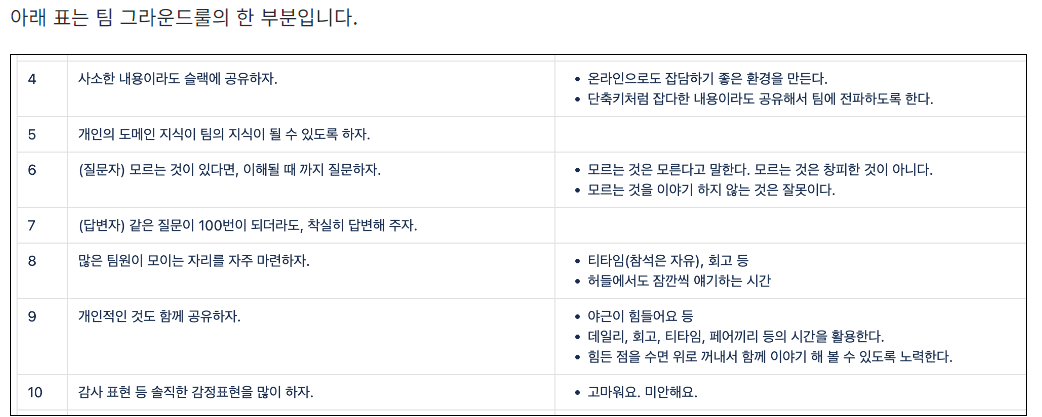 아래 표는 팀 그라운드룰의 한 부분입니다.
4 사소한 내용이라도 슬랙에 공유하자.
• 온라인으로도 잡담하기 좋은 환경을 만든다.
• 단축키처럼 잡다한 내용이라도 공유해서 팀에 전파하도록 한다.
5 개인의 도메인 지식이 팀의 지식이 될 수 있도록 하자.
6 (질문자) 모르는 것이 있다면, 이해될 때 까지 질문하자.
• 모르는 것은 모른다고 말한다. 모르는 것은 창피한 것이 아니다.
• 모르는 것을 이야기 하지 않는 것은 잘못이다.
7 (답변자) 같은 질문이 100번이 되더라도, 착실히 답변해 주자.
8 많은 팀원이 모이는 자리를 자주 마련하자.
• 티타임(참석은 자유), 회고 등
• 허들에서도 잠깐씩 얘기하는 시간
9 개인적인 것도 함께 공유하자.
• 야근이 힘들어요 등
• 데일리, 회고, 티타임, 페어끼리 등의 시간을 활용한다.
• 힘든 점을 수면 위로 꺼내서 함께 이야기 해 볼 수 있도록 노력한다.
10 감사 표현 등 솔직한 감정표현을 많이 하자.
• 고마워요. 미안해요.